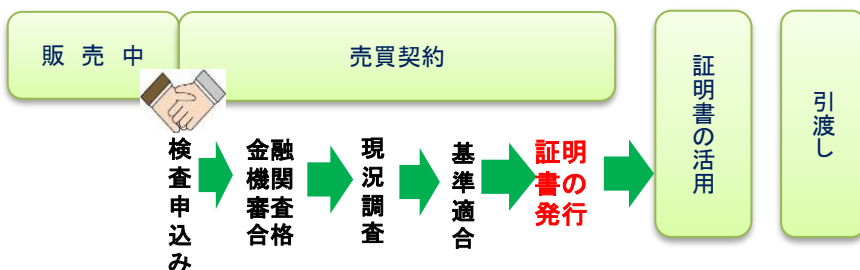 販売中
売買契約
証明書の活用
引渡し
検査申込み
金融
機関
審査
合格
現況調査
基準適合
証明
書の
発行